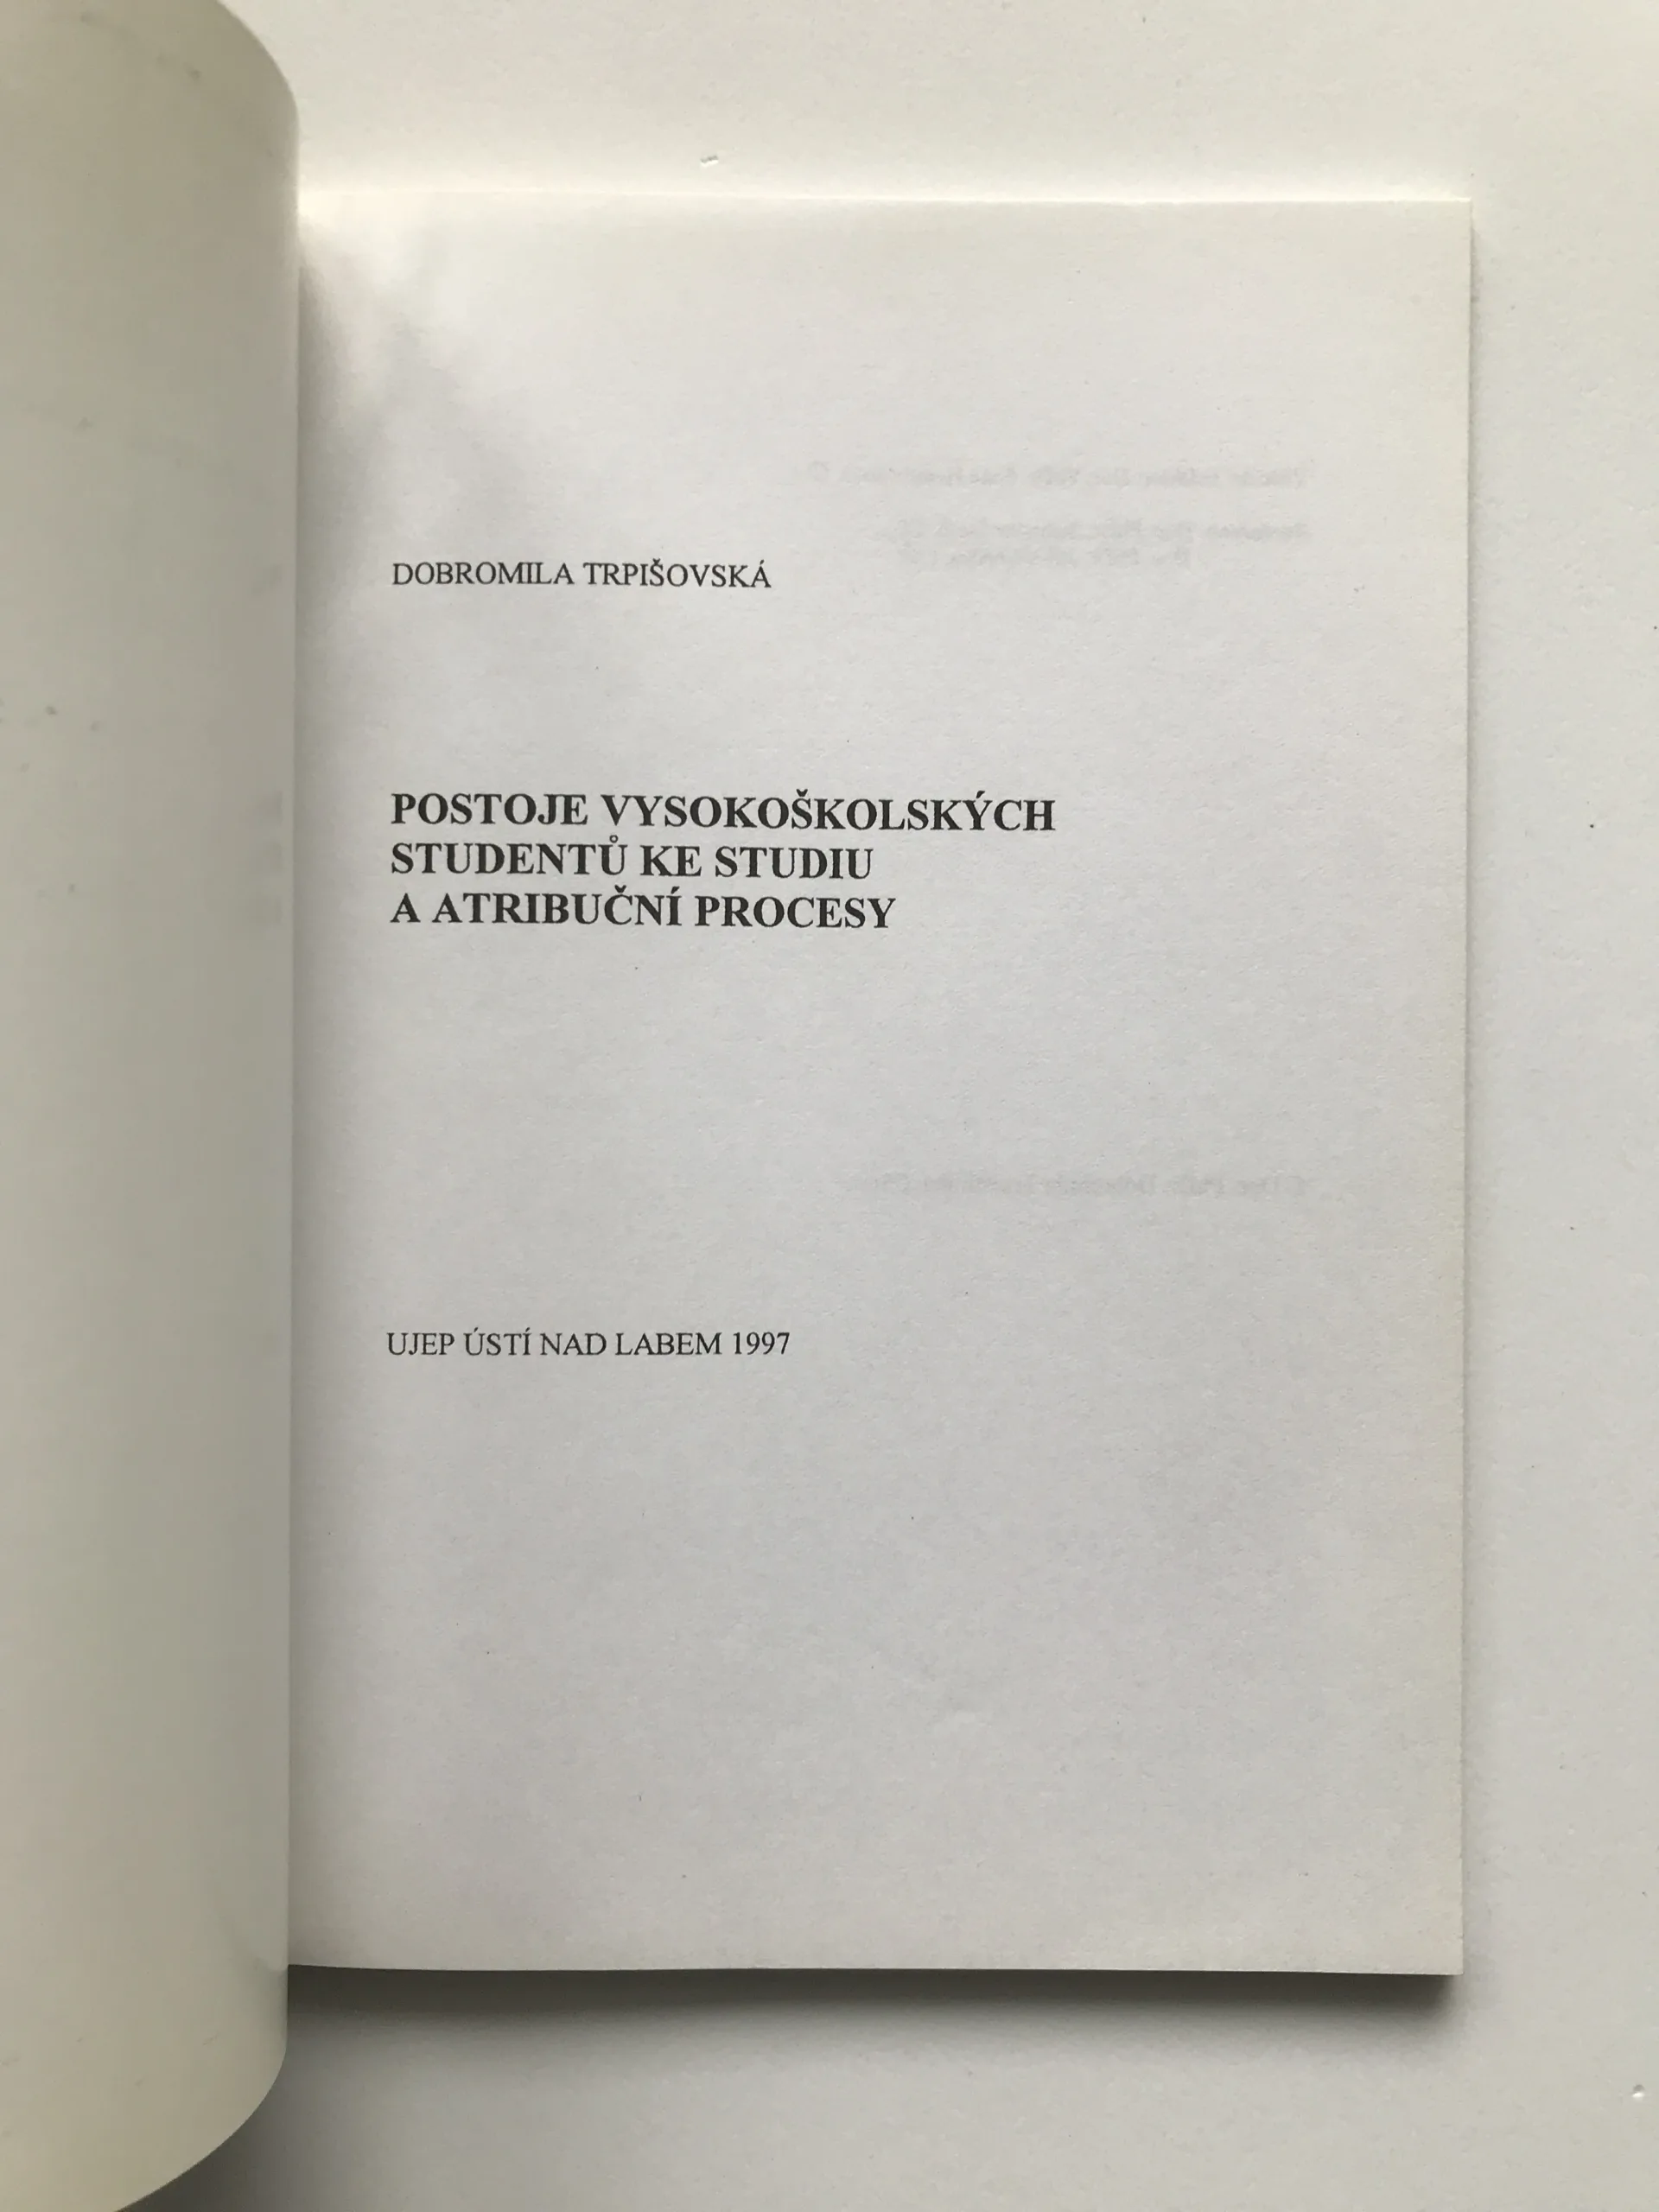 DOBROMILA TRPIŠOVSKÁ
POSTOJE VYSOKOŠKOLSKÝCH
STUDENTŮ KE STUDIU
A ATRIBUČNÍ PROCESY
UJEP ÚSTÍ NAD LABEM 1997